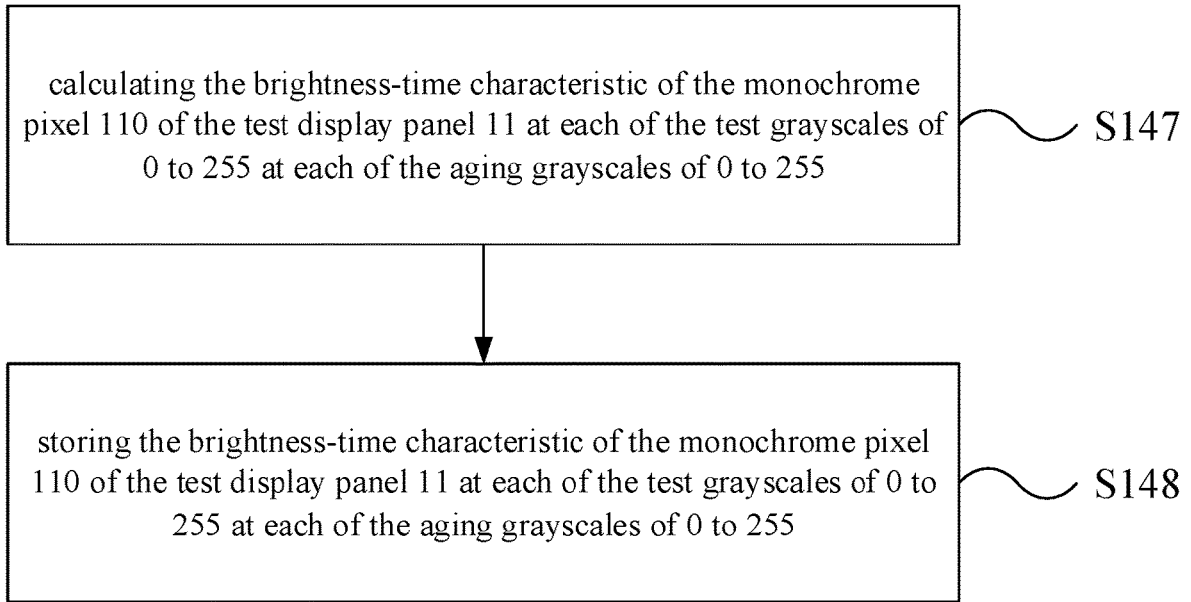 calculating the brightness-time characteristic of the monochrome
pixel 110 of the test display panel 11 at each of the test grayscales of
0 to 255 at each of the aging grayscales of 0 to 255
S147
storing the brightness-time characteristic of the monochrome pixel
110 of the test display panel 11 at each of the test grayscales of 0 to
255 at each of the aging grayscales of 0 to 255
S148